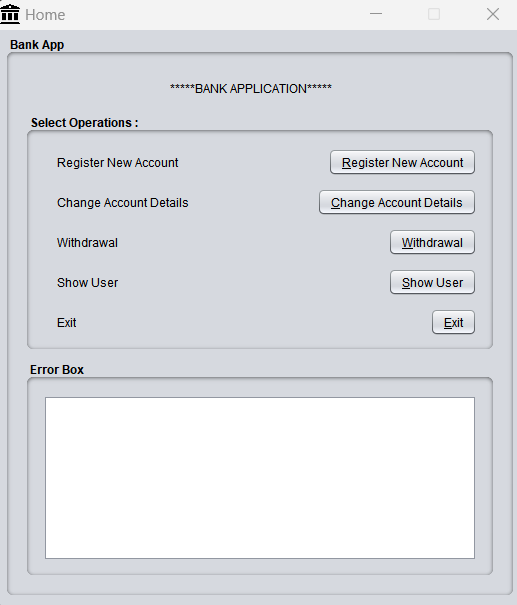 Home
Bank App
*****BANK APPLICATION*****
Select Operations :
Register New Account Register New Account
Change Account Details Change Account Details
Withdrawal Withdrawal
Show User Show User
Exit Exit
Error Box